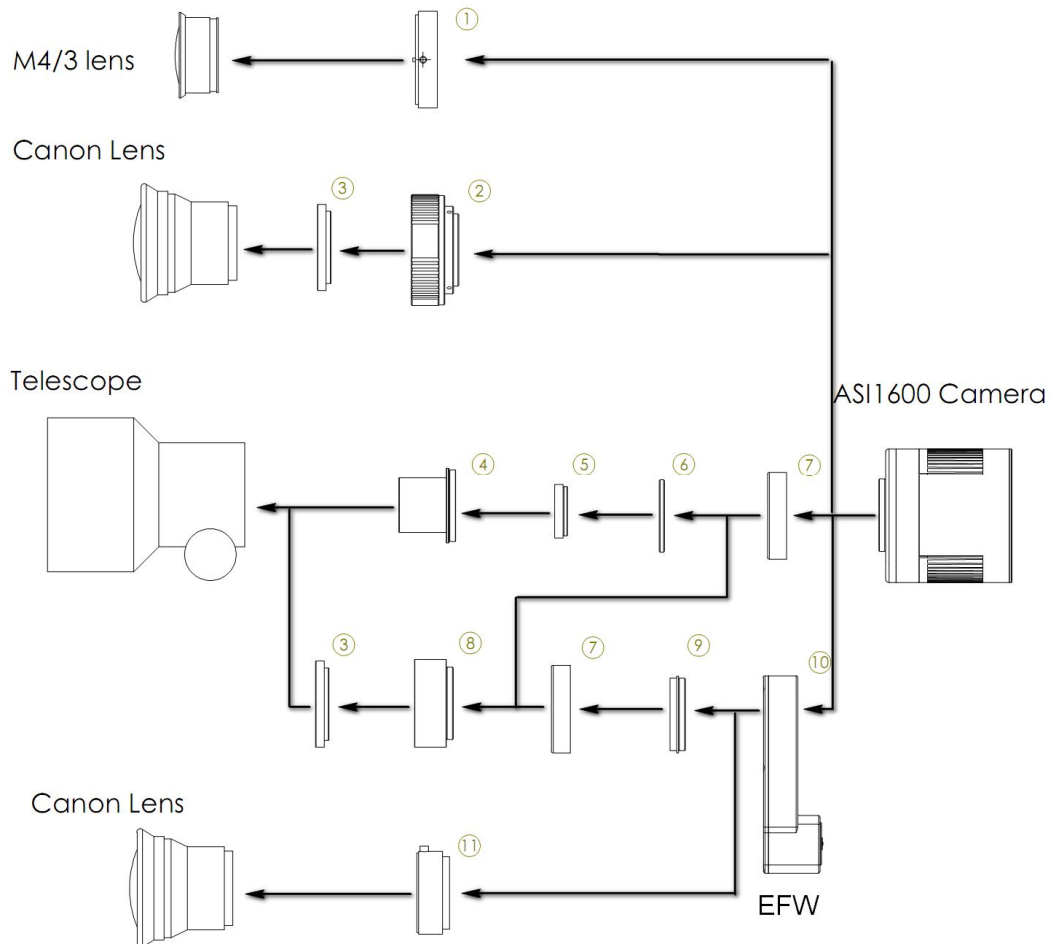 ①
M4/3 lens
Canon Lens
③
②
Telescope
ASI1600 Camera
④
⑤
⑥
⑦
③
⑧
⑦
⑨
⑩
Canon Lens
⑪
EFW